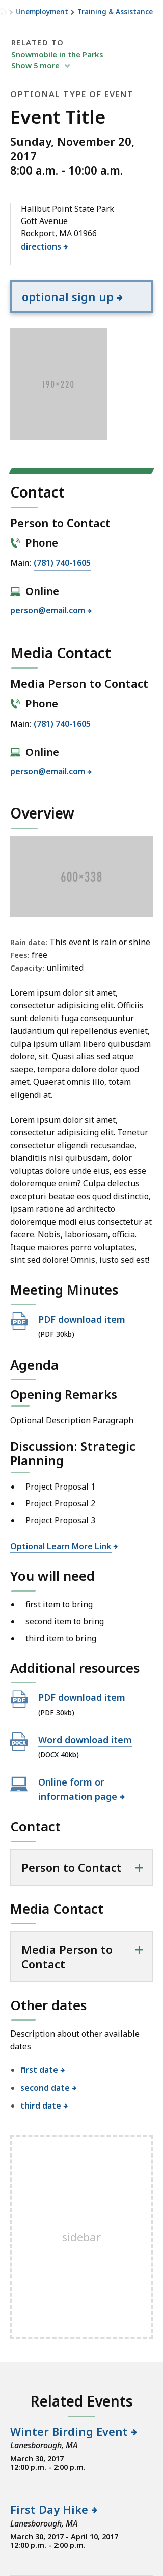 Unemployment > Training & Assistance
RELATED TO
Snowmobile in the Parks
Show 5 more
OPTIONAL TYPE OF EVENT
Event Title
Sunday, November 20,
2017
8:00 a.m. - 10:00 a.m.
Halibut Point State Park
Gott Avenue
Rockport, MA 01966
directions
optional sign up
190×220
Contact
Person to Contact
Phone
Main: (781) 740-1605
Online
person@email.com
Media Contact
Media Person to Contact
Phone
Main: (781) 740-1605
Online
person@email.com
Overview
600×338
Rain date: This event is rain or shine
Fees: free
Capacity: unlimited
Lorem ipsum dolor sit amet,
consectetur adipisicing elit. Officiis
sunt deleniti fuga consequuntur
laudantium qui repellendus eveniet,
culpa ipsum ullam libero quibusdam
dolore, sit. Quasi alias sed atque
saepe, tempora dolor dolore quod
amet. Quaerat omnis illo, totam
eligendi at.
Lorem ipsum dolor sit amet,
consectetur adipisicing elit. Tenetur
consectetur eligendi recusandae,
blanditiis nisi veritatis, adipisci
voluptate dolore unde eius, eos esse
dolorem enim? Culpa delectus
excepturi beatae eos quod distinctio,
ipsam ratione ad architecto
doloremque modi eius consectetur at
facere. Nobis, laboriosam, officia.
Itaque maiores porro voluptates,
sint sed dolore! Omnis, iusto sed est!
Meeting Minutes
PDF
PDF download item
(PDF 30kb)
Agenda
Opening Remarks
Optional Description Paragraph
Discussion: Strategic
Planning
Project Proposal 1
Project Proposal 2
Project Proposal 3
Optional Learn More Link
You will need
first item to bring
second item to bring
third item to bring
Additional resources
PDF
PDF download item
(PDF 30kb)
DOCX
Word download item
(DOCX 40kb)
Online form or
information page
Contact
Person to Contact +
Media Contact
Media Person to +
Contact
Other dates
Description about other available
dates
first date
second date
third date
sidebar
Related Events
Winter Birding Event
Lanesborough, MA
March 30, 2017
12:00 p.m. - 2:00 p.m.
First Day Hike
Lanesborough, MA
March 30, 2017 - April 10, 2017
12:00 p.m. - 2:00 p.m.